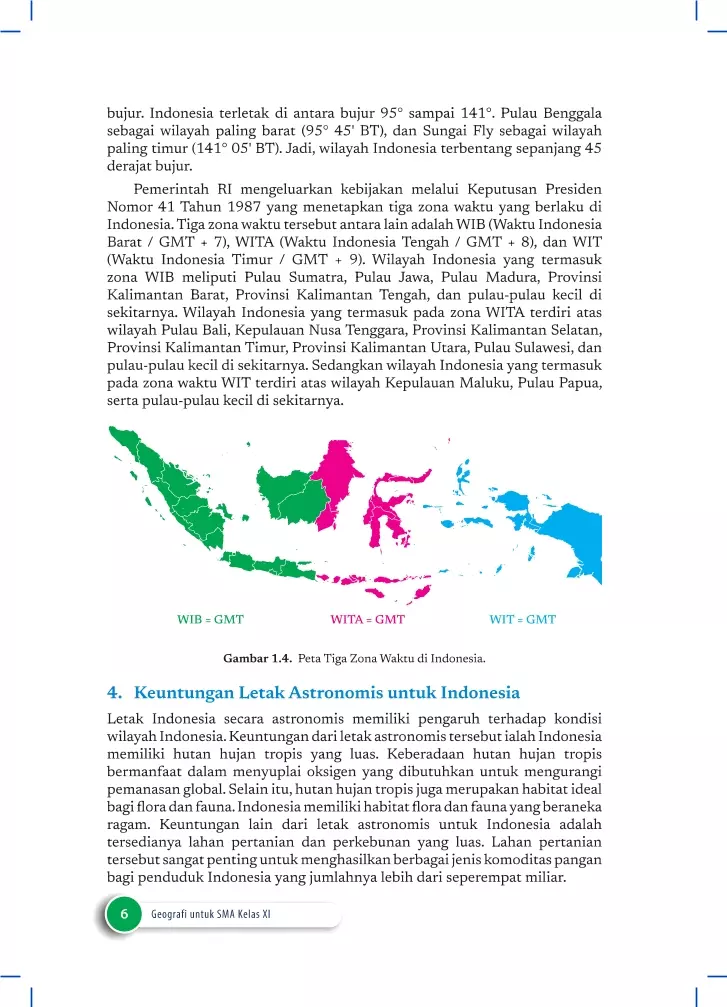 bujur. Indonesia terletak di antara bujur 95° sampai 141°. Pulau Benggala
sebagai wilayah paling barat (95° 45' BT), dan Sungai Fly sebagai wilayah
paling timur (141° 05' BT). Jadi, wilayah Indonesia terbentang sepanjang 45
derajat bujur.
Pemerintah RI mengeluarkan kebijakan melalui Keputusan Presiden
Nomor 41 Tahun 1987 yang menetapkan tiga zona waktu yang berlaku di
Indonesia. Tiga zona waktu tersebut antara lain adalah WIB (Waktu Indonesia
Barat / GMT + 7), WITA (Waktu Indonesia Tengah / GMT + 8), dan WIT
(Waktu Indonesia Timur / GMT + 9). Wilayah Indonesia yang termasuk
zona WIB meliputi Pulau Sumatra, Pulau Jawa, Pulau Madura, Provinsi
Kalimantan Barat, Provinsi Kalimantan Tengah, dan pulau-pulau kecil di
sekitarnya. Wilayah Indonesia yang termasuk pada zona WITA terdiri atas
wilayah Pulau Bali, Kepulauan Nusa Tenggara, Provinsi Kalimantan Selatan,
Provinsi Kalimantan Timur, Provinsi Kalimantan Utara, Pulau Sulawesi, dan
pulau-pulau kecil di sekitarnya. Sedangkan wilayah Indonesia yang termasuk
pada zona waktu WIT terdiri atas wilayah Kepulauan Maluku, Pulau Papua,
serta pulau-pulau kecil di sekitarnya.
WIB = GMT WITA = GMT WIT = GMT
Gambar 1.4. Peta Tiga Zona Waktu di Indonesia.
4. Keuntungan Letak Astronomis untuk Indonesia
Letak Indonesia secara astronomis memiliki pengaruh terhadap kondisi
wilayah Indonesia. Keuntungan dari letak astronomis tersebut ialah Indonesia
memiliki hutan hujan tropis yang luas. Keberadaan hutan hujan tropis
bermanfaat dalam menyuplai oksigen yang dibutuhkan untuk mengurangi
pemanasan global. Selain itu, hutan hujan tropis juga merupakan habitat ideal
bagi flora dan fauna. Indonesia memiliki habitat flora dan fauna yang beraneka
ragam. Keuntungan lain dari letak astronomis untuk Indonesia adalah
tersedianya lahan pertanian dan perkebunan yang luas. Lahan pertanian
tersebut sangat penting untuk menghasilkan berbagai jenis komoditas pangan
bagi penduduk Indonesia yang jumlahnya lebih dari seperempat miliar.
6 Geografi untuk SMA Kelas XI